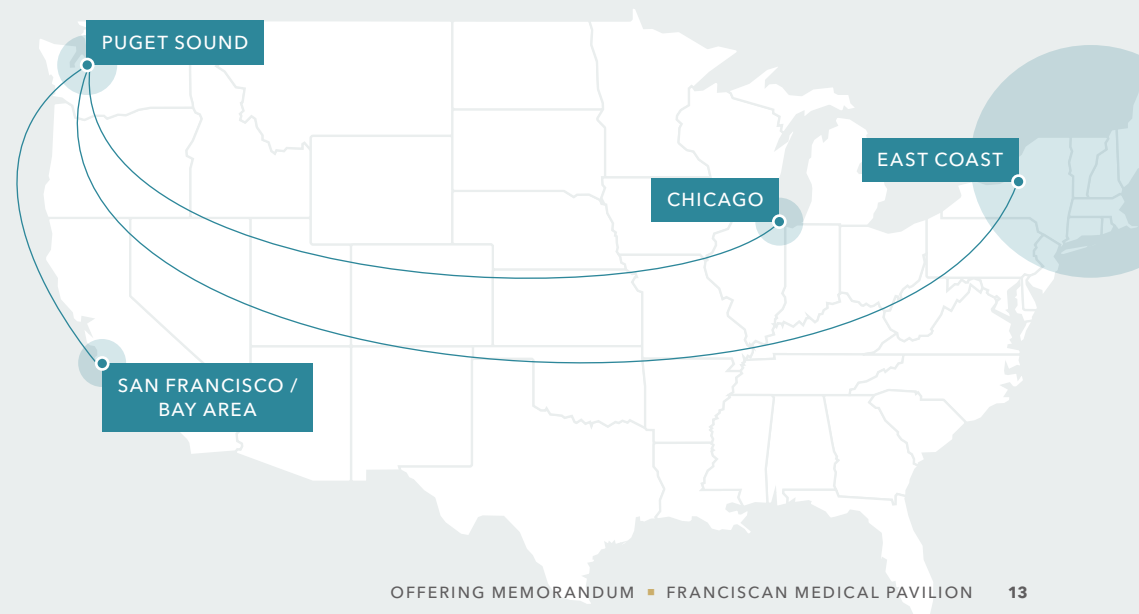 PUGET SOUND
EAST COAST
CHICAGO
SAN FRANCISCO /
BAY AREA
OFFERING MEMORANDUM ▪ FRANCISCAN MEDICAL PAVILION 13